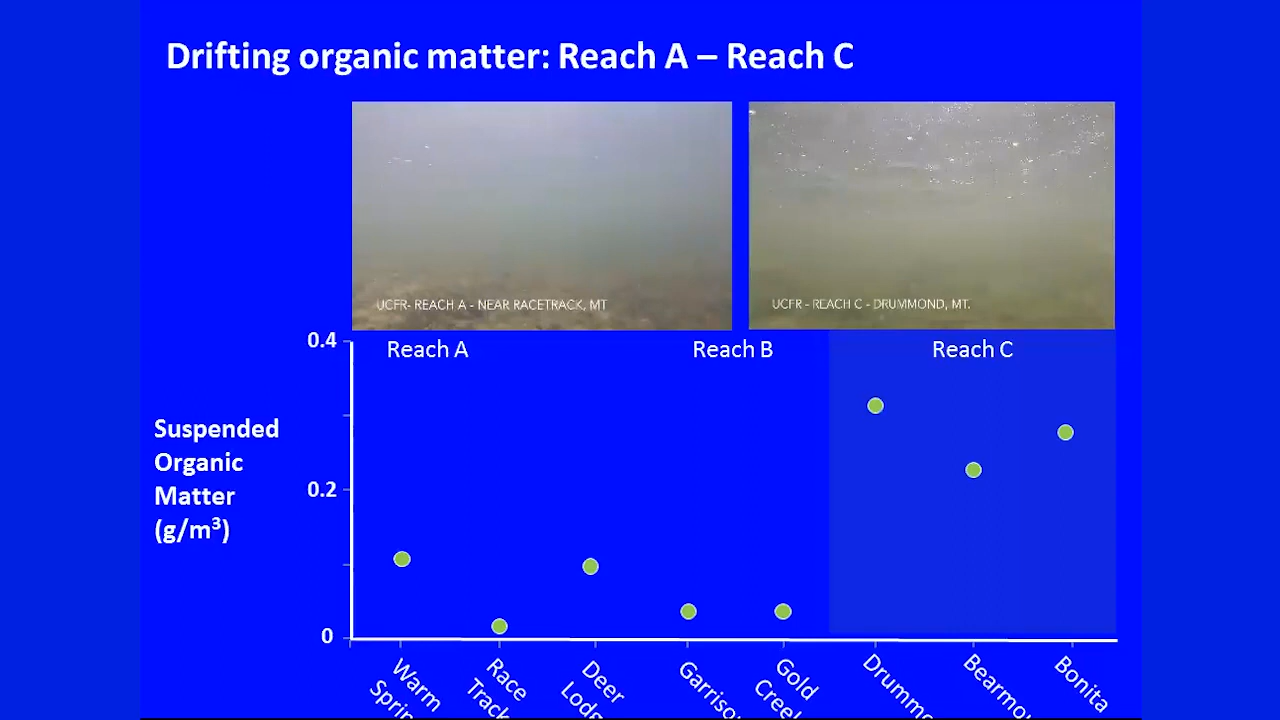 Drifting organic matter: Reach A – Reach C
UCFR- REACH A - NEAR RACETRACK, MT
UCFR - REACH C - DRUMMOND, MT.
0.4
Reach A
Reach B
Reach C
Suspended
Organic
Matter
(g/m³)
0.2
0
Warm
Race
Track
Deer
Gold
Bonita